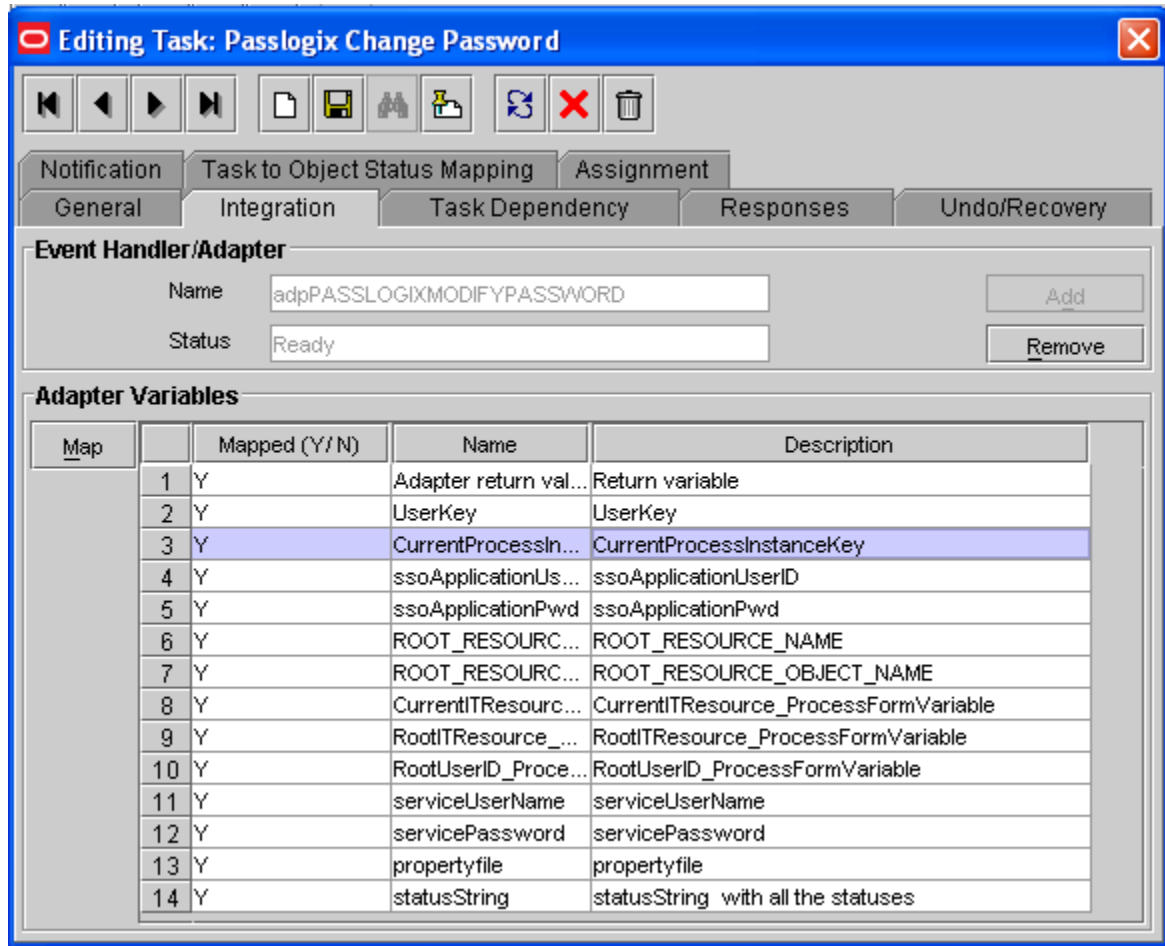 Editing Task: Passlogix Change Password
Notification Task to Object Status Mapping Assignment
General Integration Task Dependency Responses Undo/Recovery
Event Handler/Adapter
Name adpPASSLOGIXMODIFYPASSWORD Add
Status Ready Remove
Adapter Variables
Map Mapped (Y/N) Name Description
1 Y Adapter return val... Return variable
2 Y UserKey UserKey
3 Y CurrentProcessIn... CurrentProcessInstanceKey
4 Y ssoApplicationUs... ssoApplicationUserID
5 Y ssoApplicationPwd ssoApplicationPwd
6 Y ROOT_RESOURC... ROOT_RESOURCE_NAME
7 Y ROOT_RESOURC... ROOT_RESOURCE_OBJECT_NAME
8 Y CurrentITResourc... CurrentITResource_ProcessFormVariable
9 Y RootITResource_... RootITResource_ProcessFormVariable
10 Y RootUserID_Proce... RootUserID_ProcessFormVariable
11 Y serviceUserName serviceUserName
12 Y servicePassword servicePassword
13 Y propertyfile propertyfile
14 Y statusString statusString with all the statuses